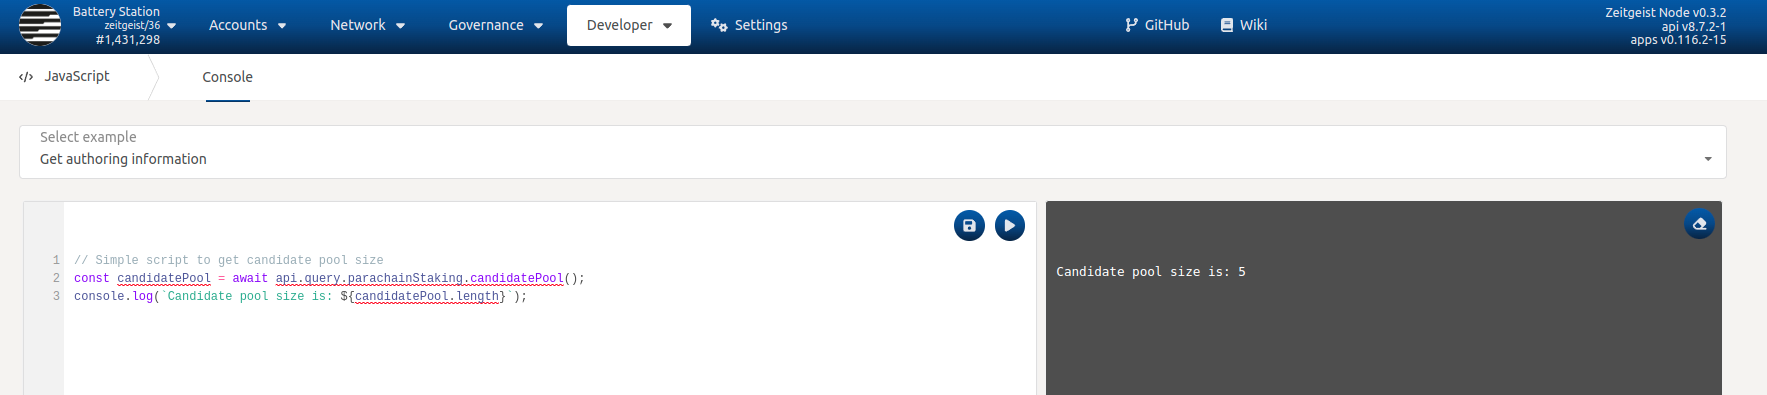 Battery Station
zeitgeist/36
#1,431,298
Accounts
Network
Governance
Developer
Settings
GitHub
Wiki
Zeitgeist Node v0.3.2
api v8.7.2-1
apps v0.116.2-15
</> JavaScript
Console
Select example
Get authoring information
1 // Simple script to get candidate pool size
2 const candidatePool = await api.query.parachainStaking.candidatePool();
3 console.log(`Candidate pool size is: ${candidatePool.length}`);
Candidate pool size is: 5